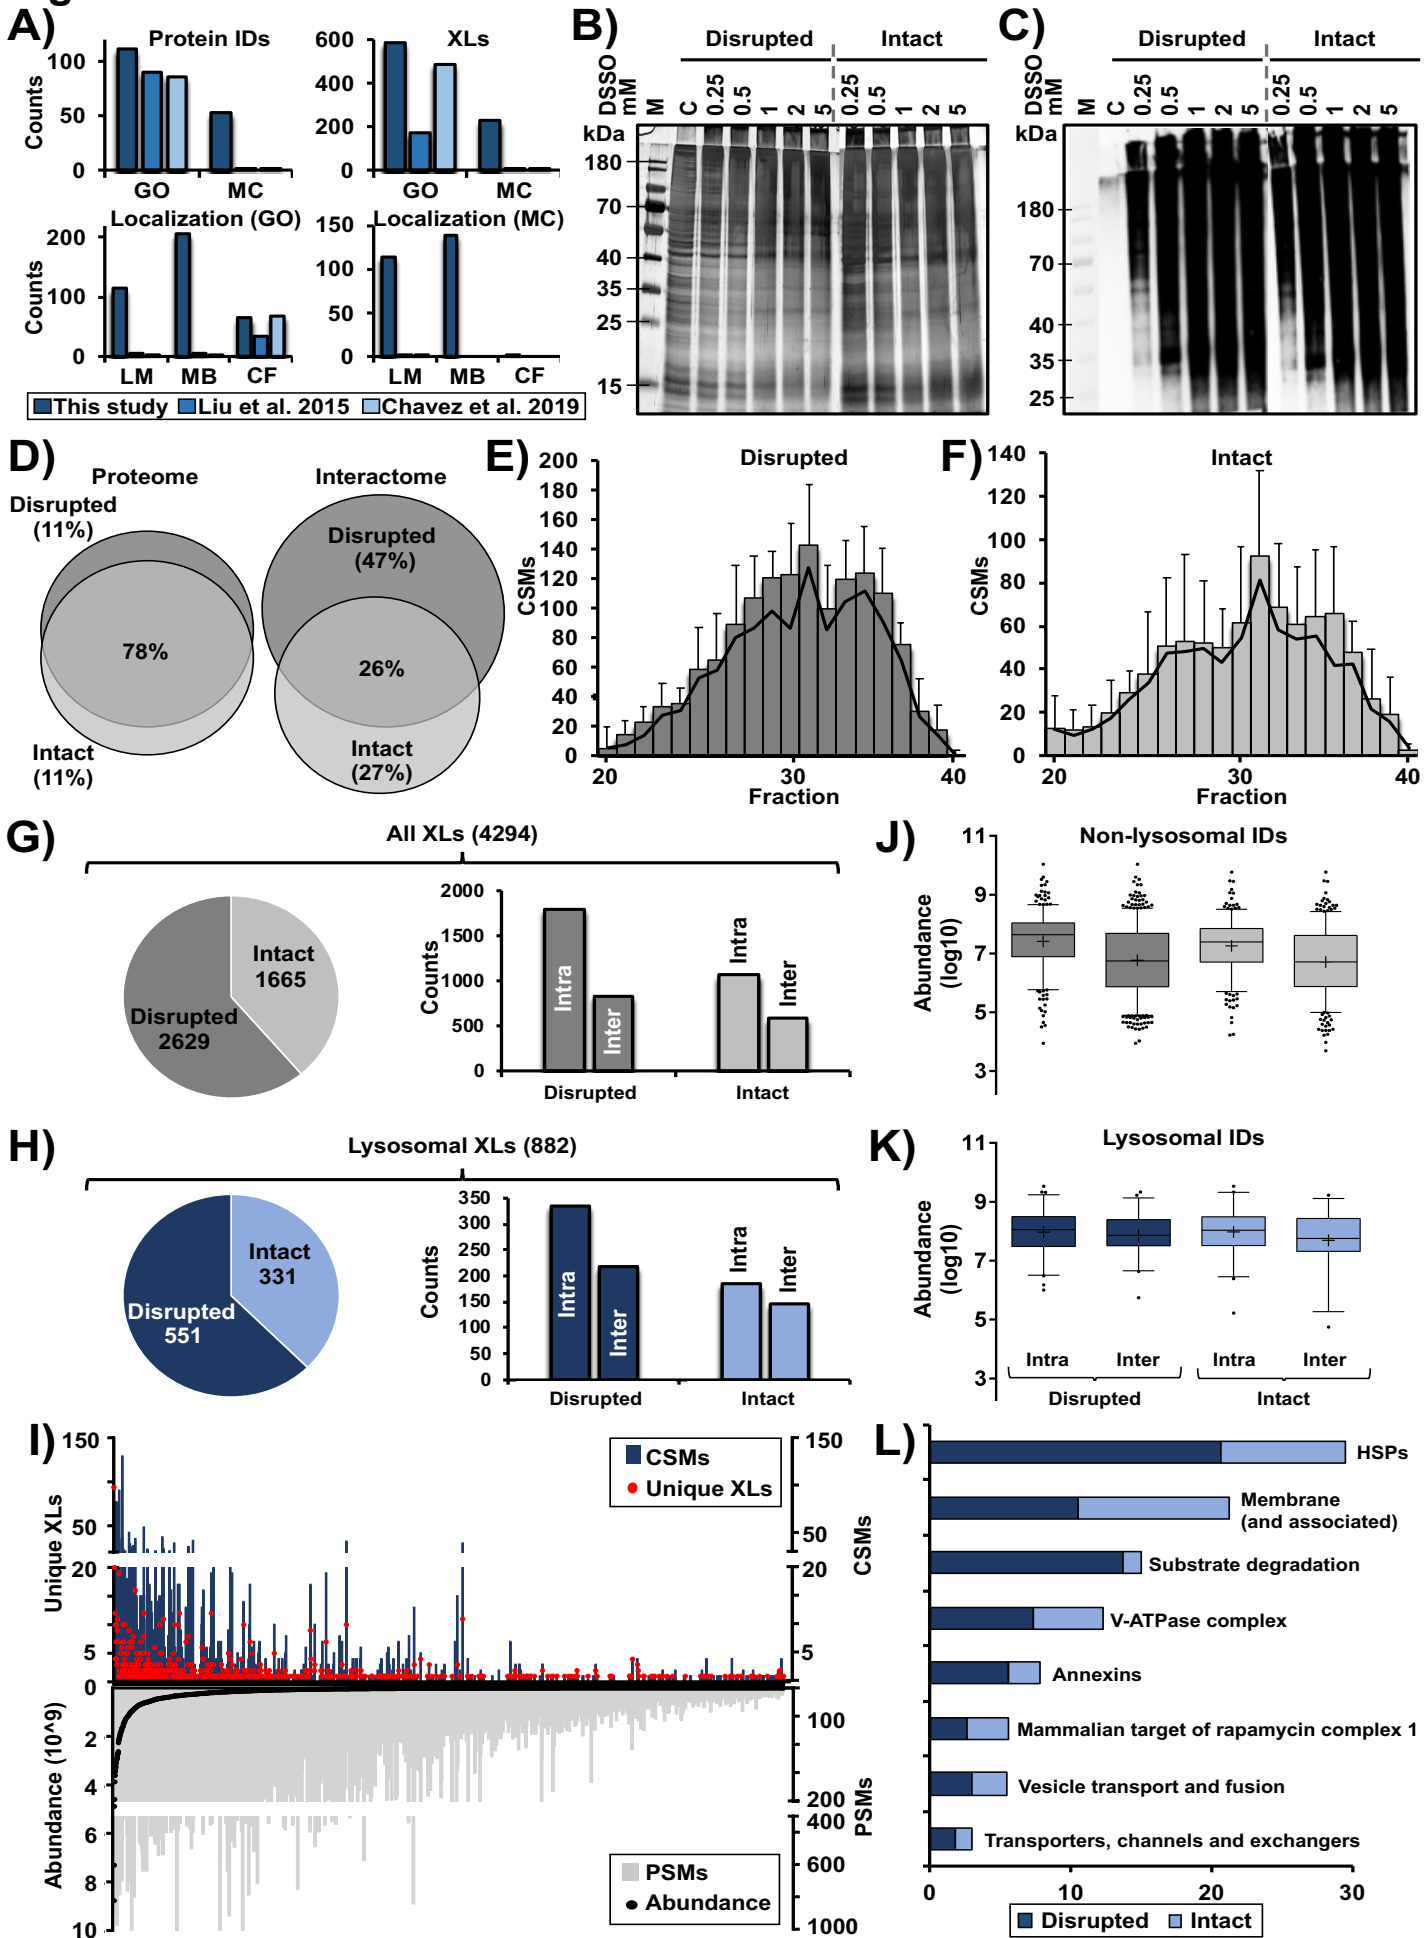 A)
Protein IDs
XLs
Counts
100
50
0
600
400
200
0
GO
MC
GO
MC
Localization (GO)
Localization (MC)
Counts
200
100
0
150
100
50
0
LM
MB
CF
LM
MB
CF
This study
Liu et al. 2015
Chavez et al. 2019
B)
Disrupted
Intact
DSSO
mM
M
C
0.25
0.5
1
2
5
0.25
0.5
1
2
5
kDa
180
70
40
35
25
15
C)
Disrupted
Intact
DSSO
mM
M
C
0.25
0.5
1
2
5
0.25
0.5
1
2
5
kDa
180
70
40
35
25
D)
Proteome
Interactome
Disrupted
(11%)
78%
Intact
(11%)
Disrupted
(47%)
26%
Intact
(27%)
E)
Disrupted
CSMs
200
180
160
140
120
100
80
60
40
20
0
20
30
40
Fraction
F)
Intact
CSMs
140
120
100
80
60
40
20
0
20
30
40
Fraction
G)
All XLs (4294)
Intact
1665
Disrupted
2629
Counts
2000
1500
1000
500
0
Intra
Inter
Intra
Inter
Disrupted
Intact
H)
Lysosomal XLs (882)
Intact
331
Disrupted
551
Counts
350
300
250
200
150
100
50
0
Intra
Inter
Intra
Inter
Disrupted
Intact
J)
Non-lysosomal IDs
Abundance
(log10)
11
9
7
5
3
K)
Lysosomal IDs
Abundance
(log10)
11
9
7
5
3
Intra
Inter
Intra
Inter
Disrupted
Intact
I)
Unique XLs
150
50
20
5
0
CSMs
150
50
20
5
CSMs
Unique XLs
Abundance (10^9)
2
4
6
8
10
PSMs
100
200
400
600
1000
PSMs
Abundance
L)
HSPs
Membrane
(and associated)
Substrate degradation
V-ATPase complex
Annexins
Mammalian target of rapamycin complex 1
Vesicle transport and fusion
Transporters, channels and exchangers
0
10
20
30
Disrupted
Intact